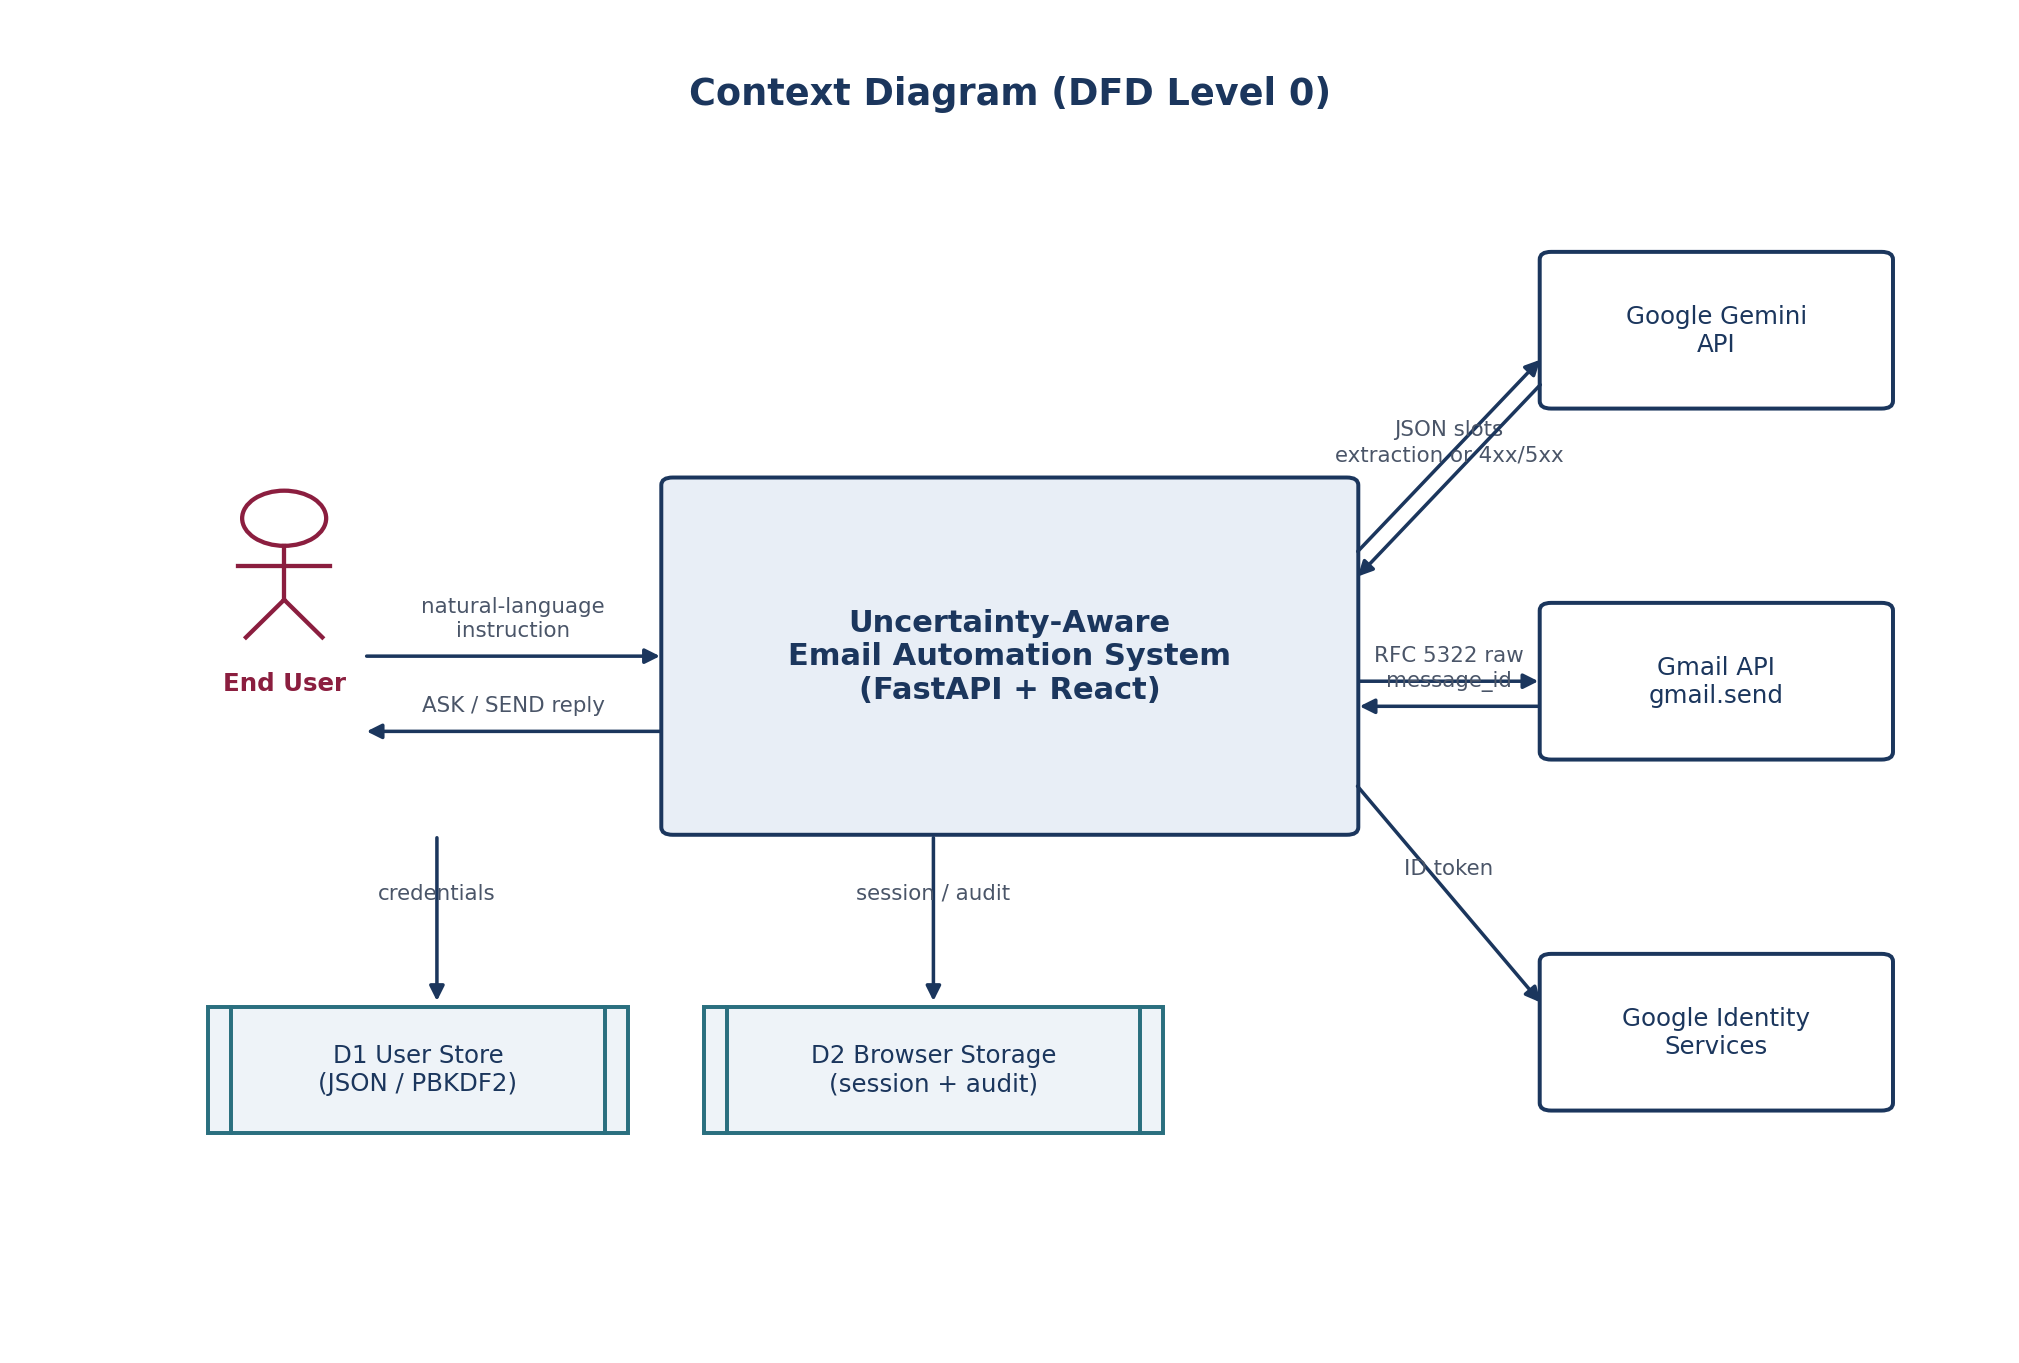 Context Diagram (DFD Level 0)
Google Gemini
API
JSON slots
extraction or 4xx/5xx
natural-language
instruction
End User
ASK / SEND reply
Uncertainty-Aware
Email Automation System
(FastAPI + React)
RFC 5322 raw
message_id
Gmail API
gmail.send
credentials
session / audit
ID token
D1 User Store
(JSON / PBKDF2)
D2 Browser Storage
(session + audit)
Google Identity
Services